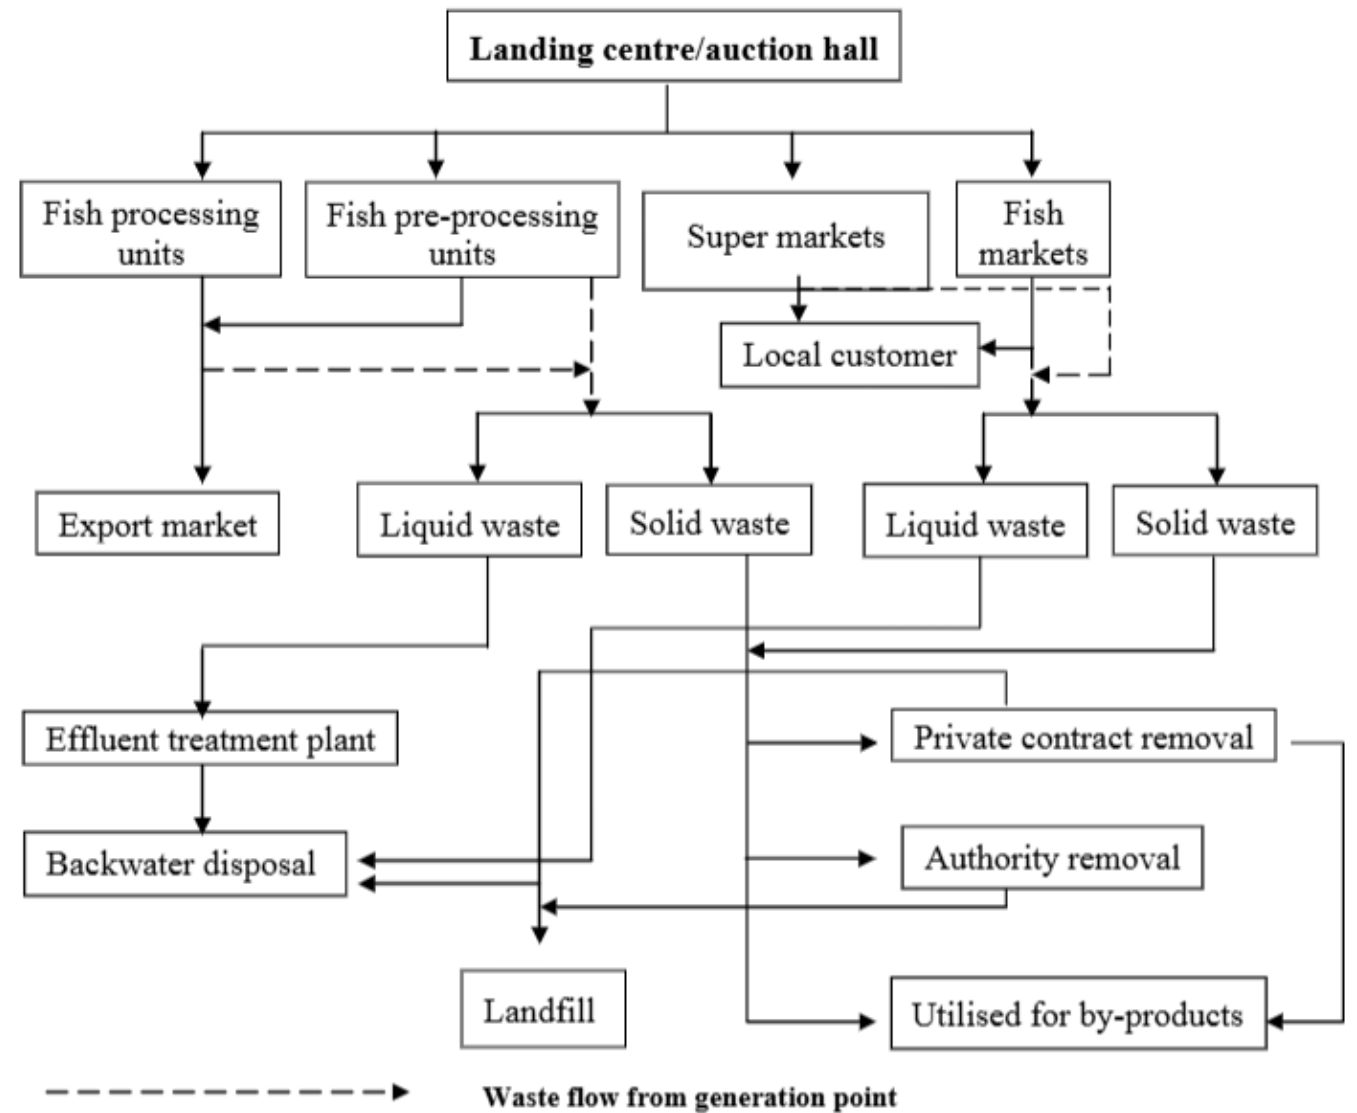 Landing centre/auction hall
Fish processing
units
Fish pre-processing
units
Super markets
Fish
markets
Local customer
Export market
Liquid waste
Solid waste
Liquid waste
Solid waste
Effluent treatment plant
Private contract removal
Backwater disposal
Authority removal
Landfill
Utilised for by-products
Waste flow from generation point